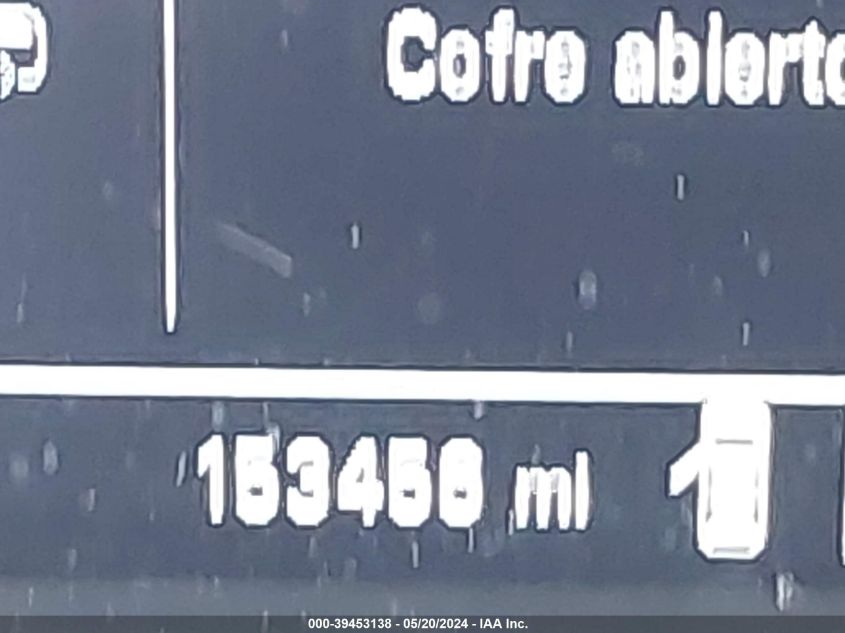 Cofre abierto
153456 mi
000-39453138 - 05/20/2024 - IAA Inc.